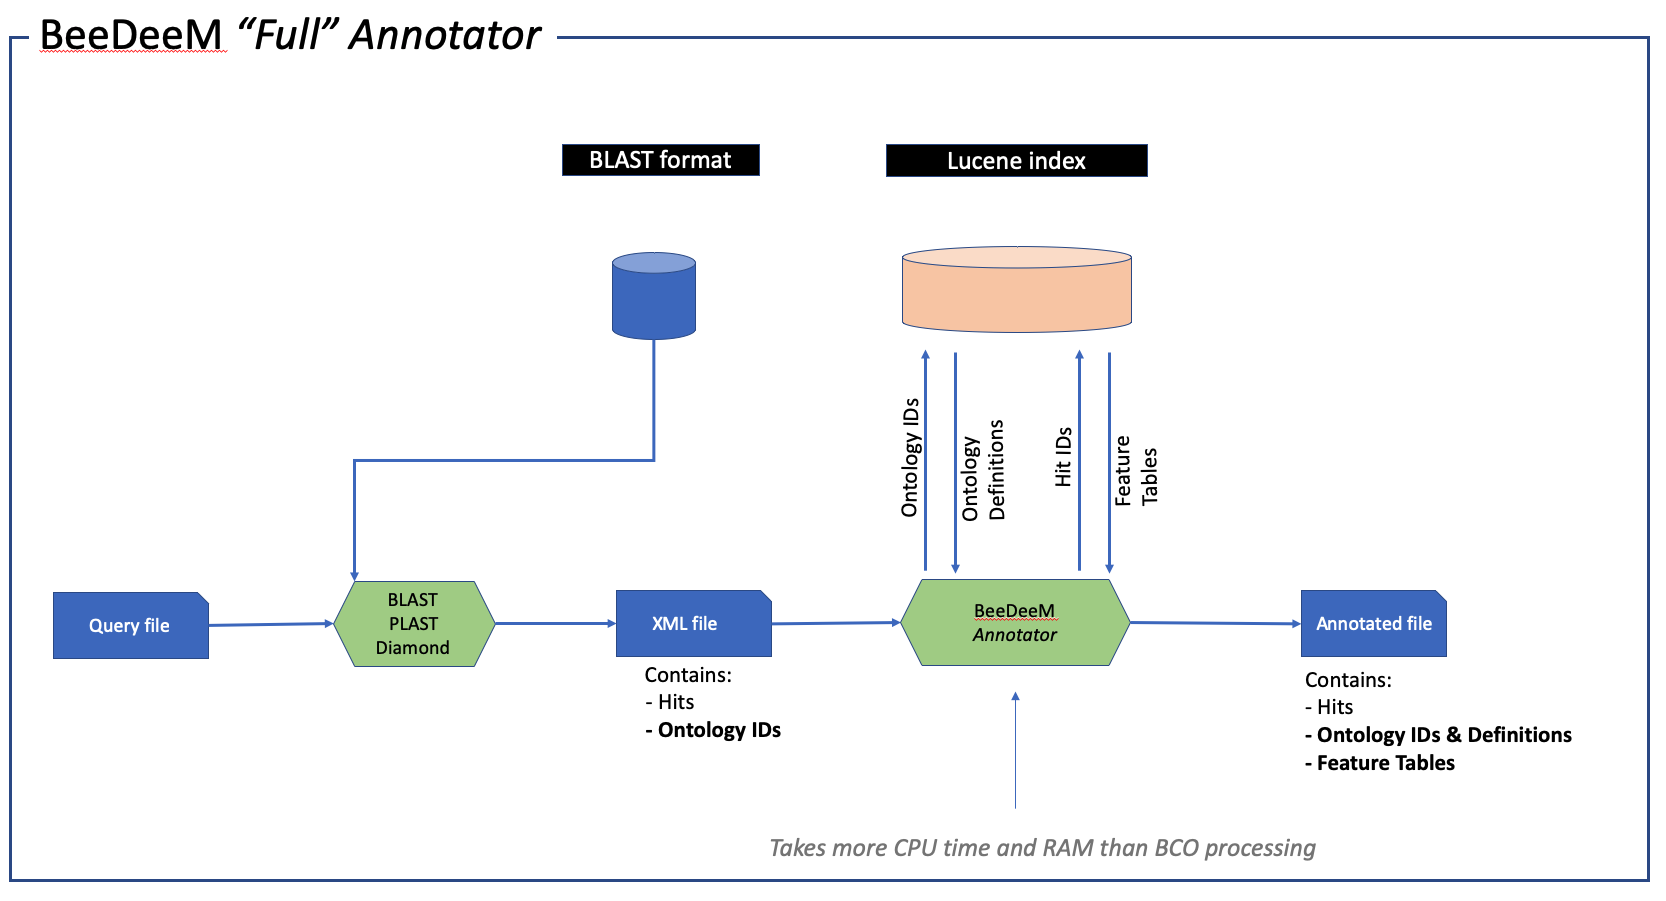 BeeDeeM “Full” Annotator
BLAST format
Lucene index
Ontology IDs
Ontology
Definitions
Hit IDs
Feature
Tables
Query file
BLAST
PLAST
Diamond
XML file
Contains:
- Hits
- Ontology IDs
BeeDeeM
Annotator
Annotated file
Contains:
- Hits
- Ontology IDs & Definitions
- Feature Tables
Takes more CPU time and RAM than BCO processing